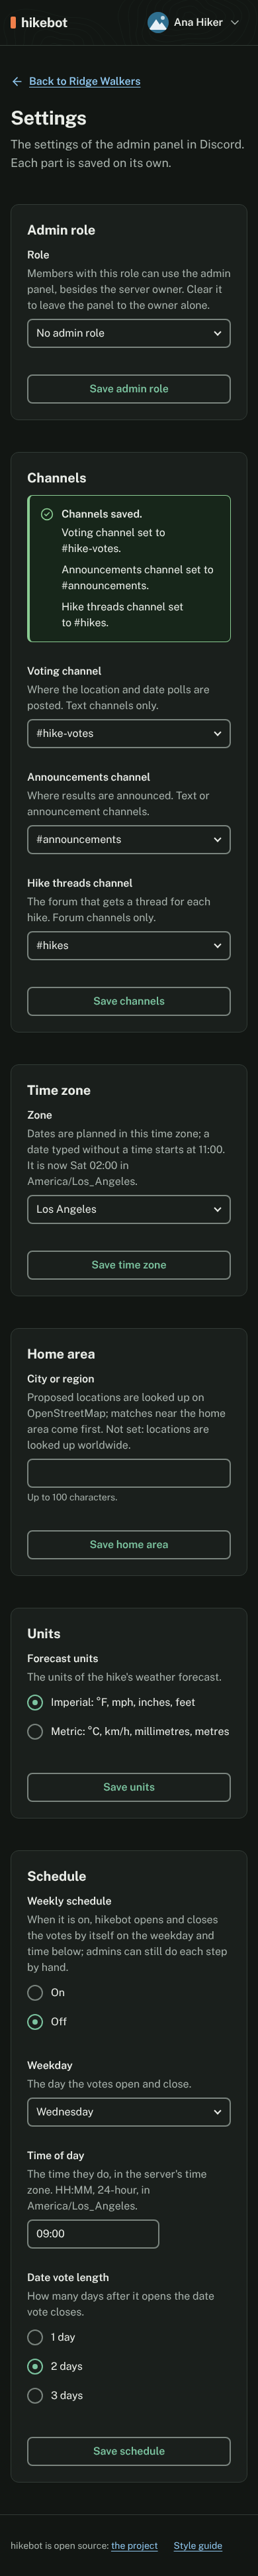 hikebot
Ana Hiker
Back to Ridge Walkers
Settings
The settings of the admin panel in Discord.
Each part is saved on its own.
Admin role
Role
Members with this role can use the admin
panel, besides the server owner. Clear it
to leave the panel to the owner alone.
No admin role
Save admin role
Channels
Channels saved.
Voting channel set to
#hike-votes.
Announcements channel set to
#announcements.
Hike threads channel set
to #hikes.
Voting channel
Where the location and date polls are
posted. Text channels only.
#hike-votes
Announcements channel
Where results are announced. Text or
announcement channels.
#announcements
Hike threads channel
The forum that gets a thread for each
hike. Forum channels only.
#hikes
Save channels
Time zone
Zone
Dates are planned in this time zone; a
date typed without a time starts at 11:00.
It is now Sat 02:00 in
America/Los_Angeles.
Los Angeles
Save time zone
Home area
City or region
Proposed locations are looked up on
OpenStreetMap; matches near the home
area come first. Not set: locations are
looked up worldwide.
Up to 100 characters.
Save home area
Units
Forecast units
The units of the hike's weather forecast.
Imperial: °F, mph, inches, feet
Metric: °C, km/h, millimetres, metres
Save units
Schedule
Weekly schedule
When it is on, hikebot opens and closes
the votes by itself on the weekday and
time below; admins can still do each step
by hand.
On
Off
Weekday
The day the votes open and close.
Wednesday
Time of day
The time they do, in the server's time
zone. HH:MM, 24-hour, in
America/Los_Angeles.
09:00
Date vote length
How many days after it opens the date
vote closes.
1 day
2 days
3 days
Save schedule
hikebot is open source: the project
Style guide